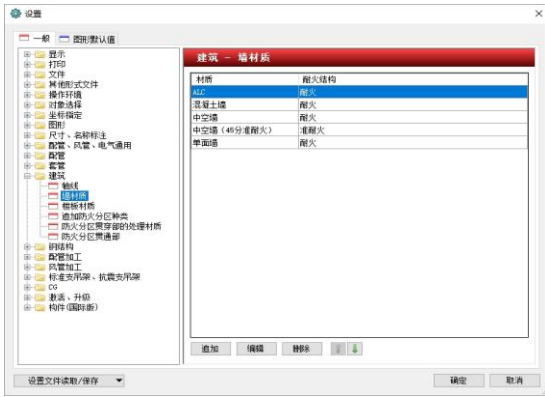 设置
一般
图形默认值
显示
打印
文件
其他形式文件
操作环境
对象选择
坐标指定
图形
尺寸、名称标注
配管、风管、电气通用
配管
套管
建筑
轴线
墙材质
楼板材质
追加防火分区种类
防火分区贯穿部的处理材质
防火分区贯通部
钢结构
配管加工
风管加工
标准支吊架、抗震支吊架
CG
激活、升级
构件(国际版)
建筑 - 墙材质
材质 耐火结构
ALC 耐火
混凝土墙 耐火
中空墙 耐火
中空墙（45分准耐火） 准耐火
单面墙 耐火
追加 编辑 删除
设置文件读取/保存
确定 取消